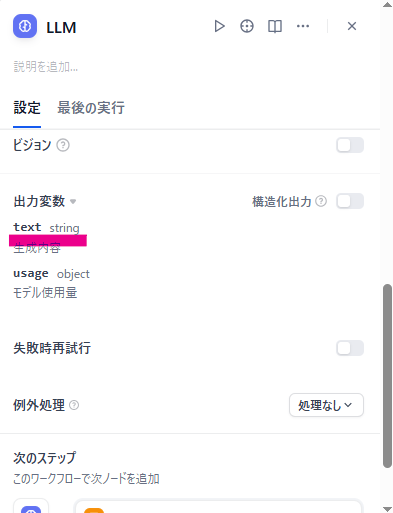 LLM
説明を追加...
設定 最後の実行
ビジョン
出力変数 構造化出力
text string
生成内容
usage object
モデル使用量
失敗時再試行
例外処理 処理なし
次のステップ
このワークフローで次ノードを追加